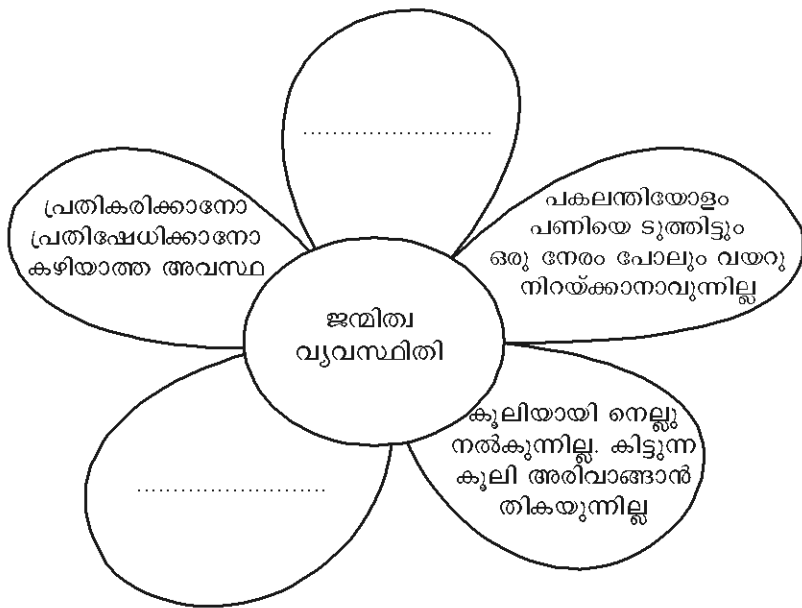 ........................................
പ്രതികരിക്കാനോ
പ്രതിഷേധിക്കാനോ
കഴിയാത്ത അവസ്ഥ
പകലന്തിയോളം
പണിയെ ടുത്തിട്ടും
ഒരു നേരം പോലും വയറു
നിറയ്ക്കാനാവുന്നില്ല
ജന്മിത്വ
വ്യവസ്ഥിതി
കൂലിയായി നെല്ലു
നൽകുന്നില്ല. കിട്ടുന്ന
കൂലി അരിവാങ്ങാൻ
തികയുന്നില്ല
........................................